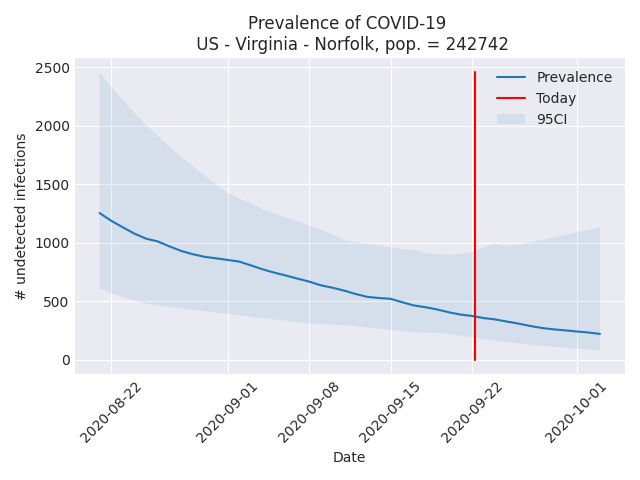 Prevalence of COVID-19
US - Virginia - Norfolk, pop. = 242742
2500
2000
1500
1000
500
0
# undetected infections
Prevalence
Today
95CI
2020-08-22
2020-09-01
2020-09-08
2020-09-15
2020-09-22
2020-10-01
Date